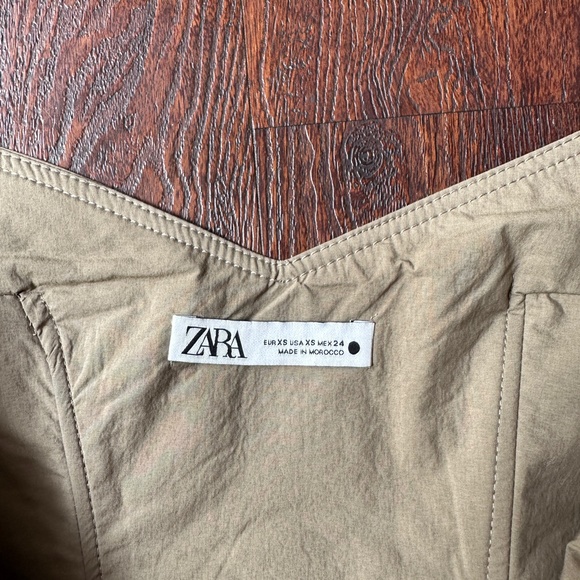 ZARA
EUR XS USA XS MEX 24
MADE IN MOROCCO